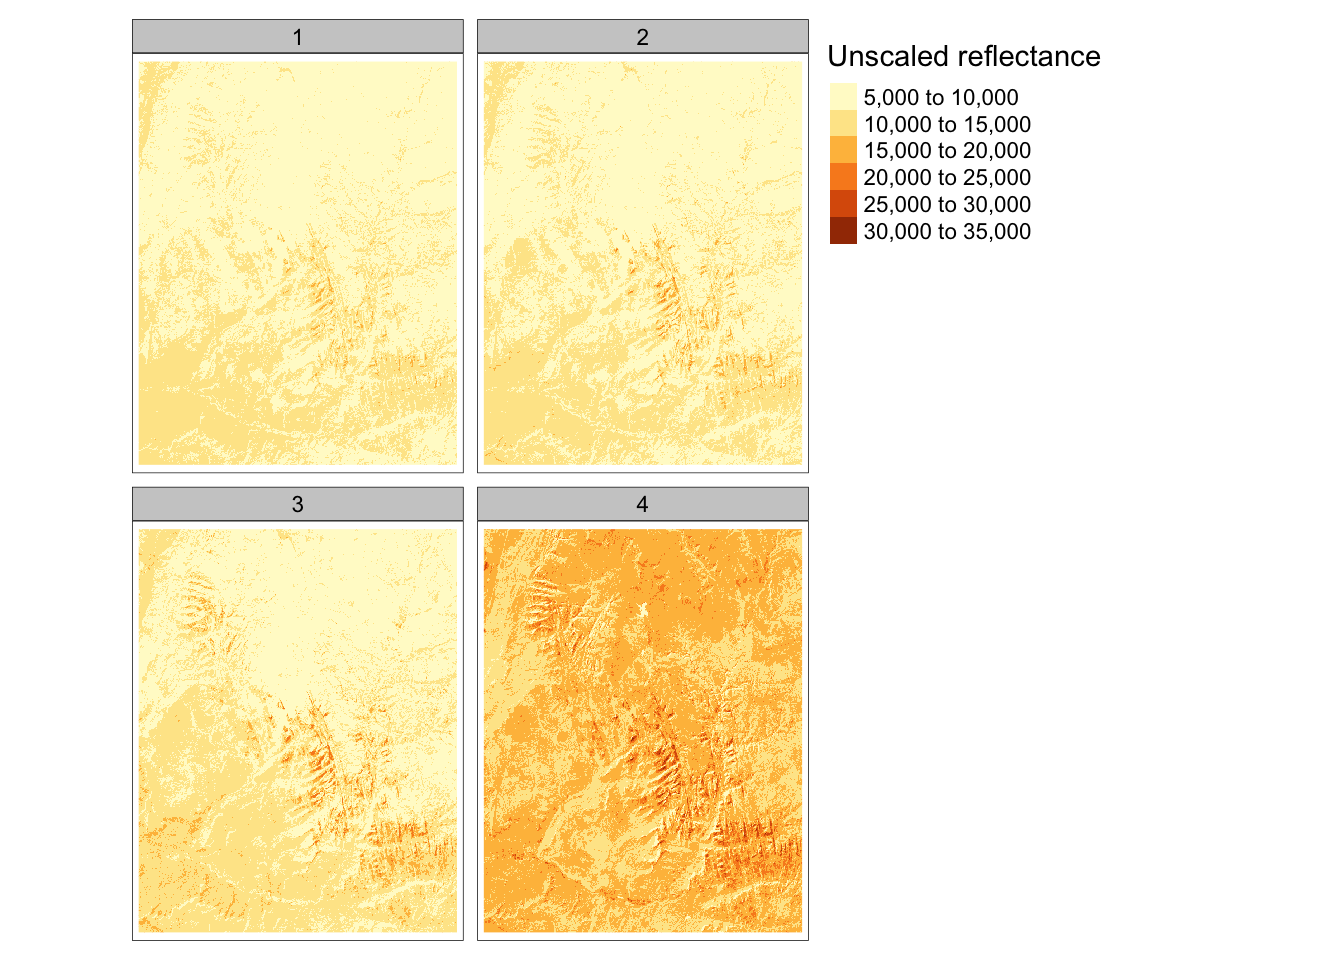 1
2
Unscaled reflectance
5,000 to 10,000
10,000 to 15,000
15,000 to 20,000
20,000 to 25,000
25,000 to 30,000
30,000 to 35,000
3
4